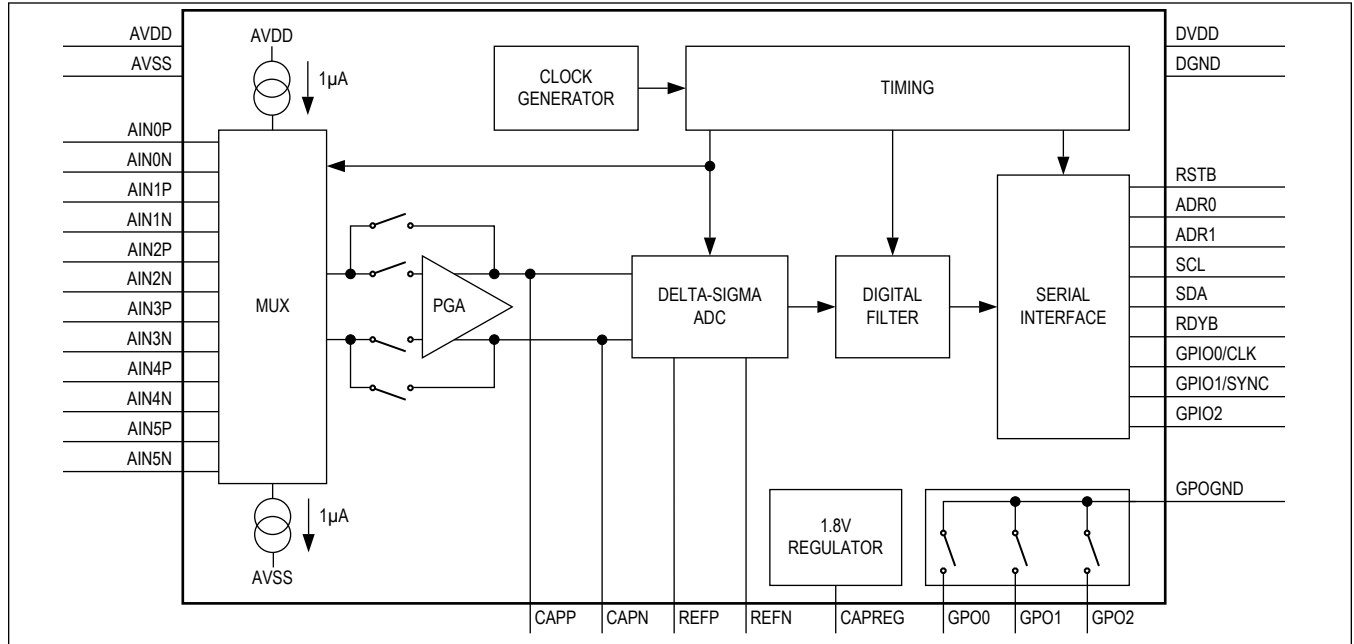 AVDD
AVSS
AIN0P
AIN0N
AIN1P
AIN1N
AIN2P
AIN2N
AIN3P
AIN3N
AIN4P
AIN4N
AIN5P
AIN5N
AVDD
1µA
MUX
1µA
AVSS
PGA
CLOCK
GENERATOR
TIMING
DELTA-SIGMA
ADC
DIGITAL
FILTER
SERIAL
INTERFACE
1.8V
REGULATOR
DVDD
DGND
RSTB
ADR0
ADR1
SCL
SDA
RDYB
GPIO0/CLK
GPIO1/SYNC
GPIO2
GPOGND
CAPP
CAPN
REFP
REFN
CAPREG
GPO0
GPO1
GPO2